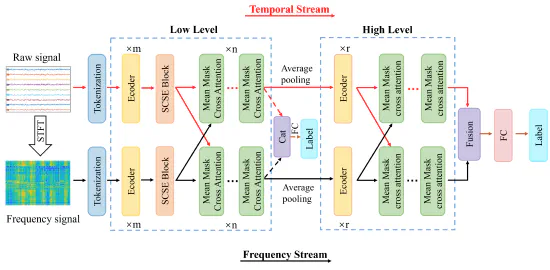 Temporal Stream
Low Level
High Level
Raw signal
×m
×n
×r
Tokenization
Ecoder
SCSE Block
Mean Mask
Cross Attention
...
Mean Mask
Cross Attention
Average
pooling
Ecoder
Mean Mask
cross attention
...
Mean Mask
cross attention
STFT
Cat
FC
Label
Fusion
FC
Label
Tokenization
Ecoder
SCSE Block
Mean Mask
Cross Attention
...
Mean Mask
Cross Attention
Average
pooling
Ecoder
Mean Mask
cross attention
...
Mean Mask
cross attention
Frequency signal
×m
×n
×r
Frequency Stream